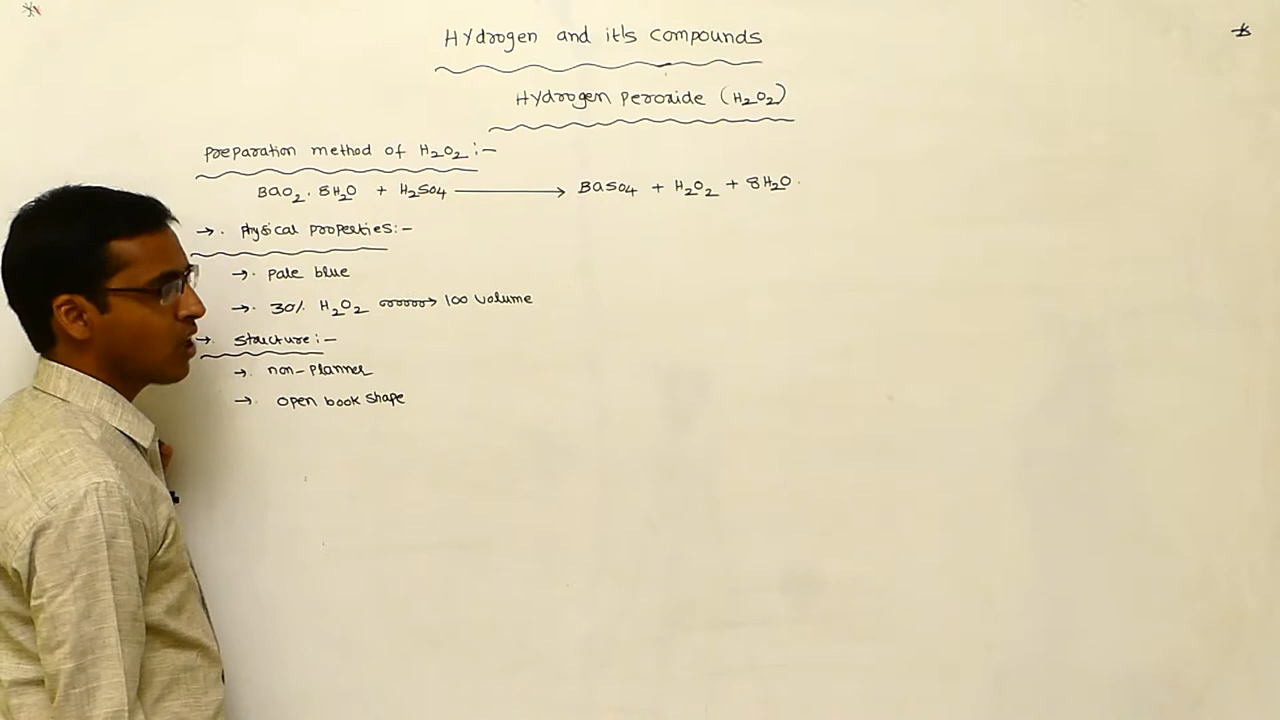 Hydrogen and it's compounds
Hydrogen peroxide (H₂O₂)
preparation method of H₂O₂ :-
BaO₂ . 8H₂O + H₂SO₄ ⟶ BaSO₄ + H₂O₂ + 8H₂O.
→ . physical properties:-
→ . pale blue
→ . 30% H₂O₂ ⟶ 100 volume
→ . structure :-
→ . non-planner
→ . open book shape